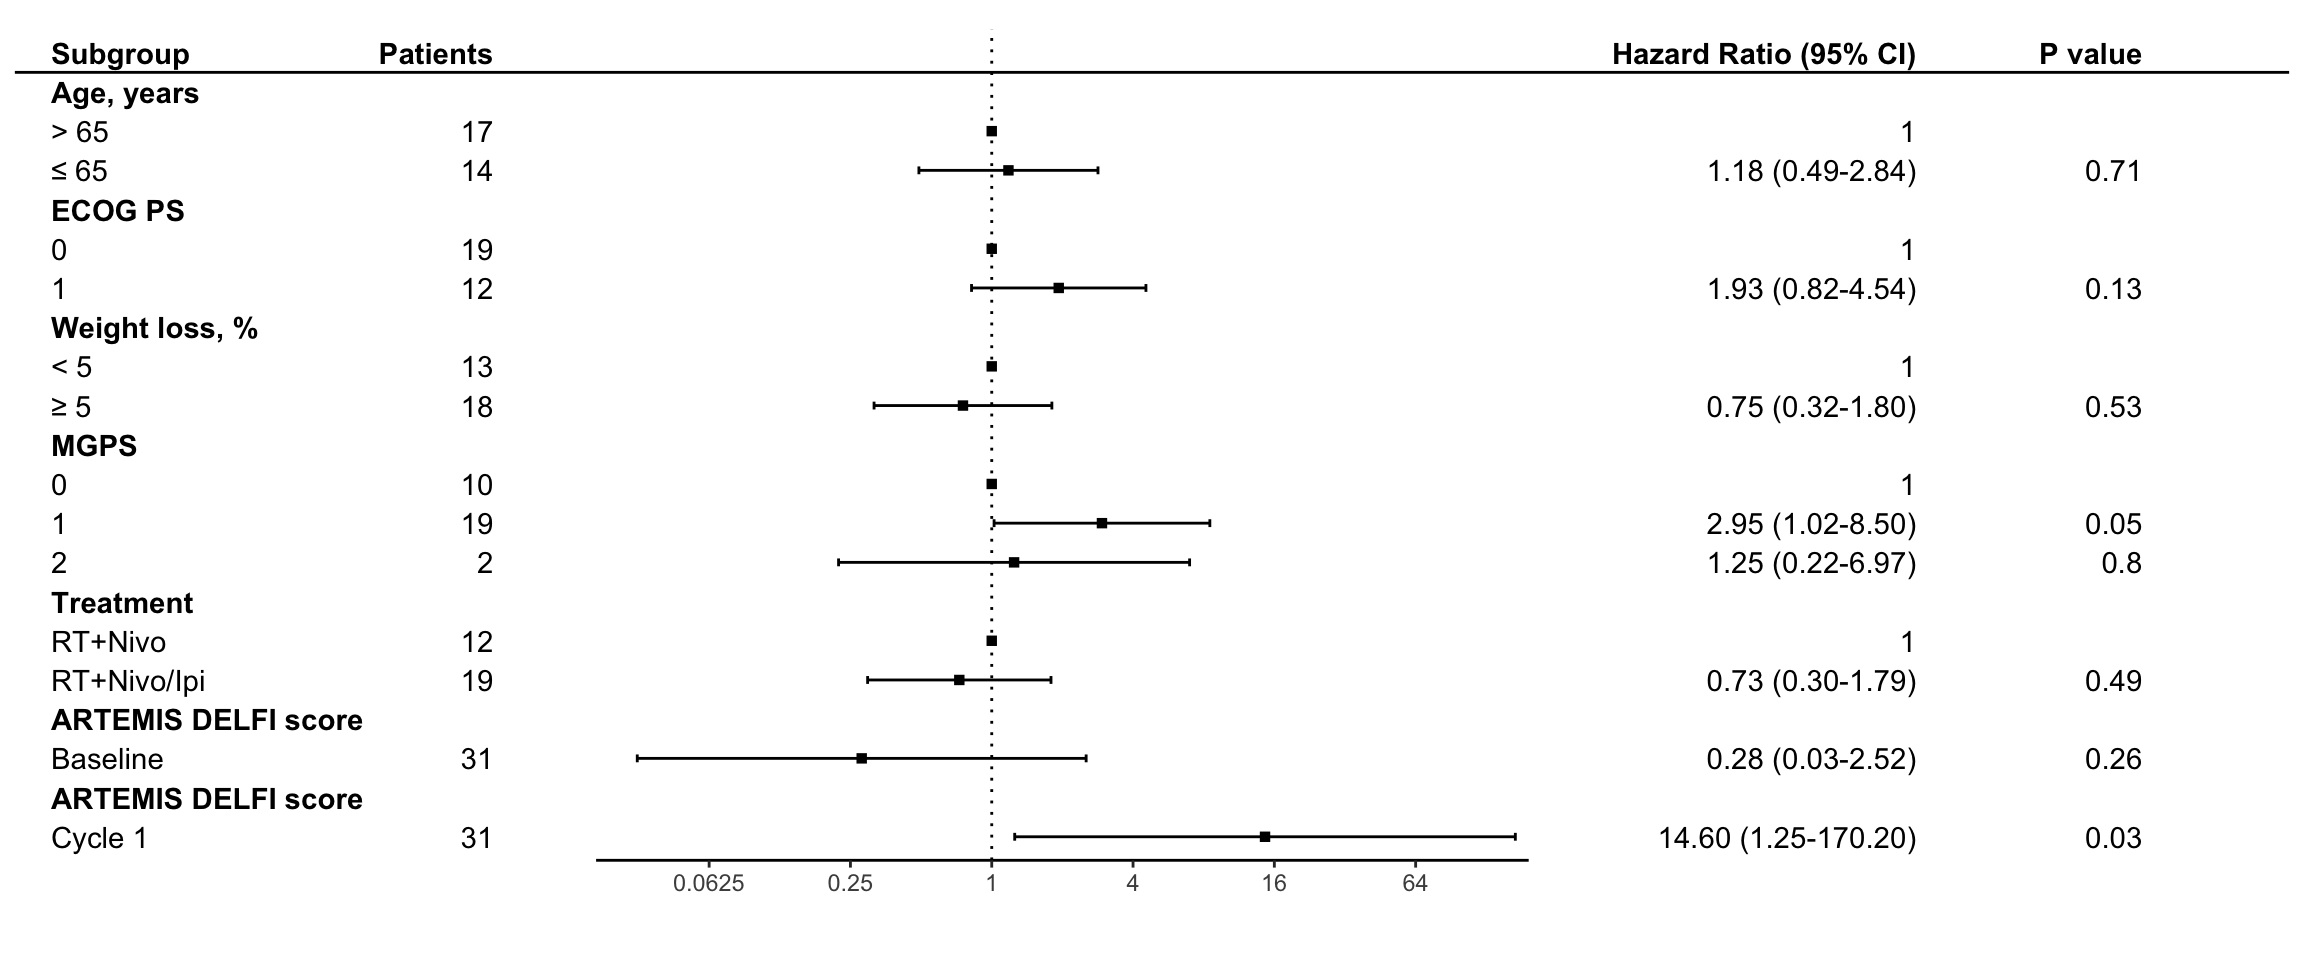 Subgroup Patients Hazard Ratio (95% CI) P value
Age, years
> 65 17 1
≤ 65 14 1.18 (0.49-2.84) 0.71
ECOG PS
0 19 1
1 12 1.93 (0.82-4.54) 0.13
Weight loss, %
< 5 13 1
≥ 5 18 0.75 (0.32-1.80) 0.53
MGPS
0 10 1
1 19 2.95 (1.02-8.50) 0.05
2 2 1.25 (0.22-6.97) 0.8
Treatment
RT+Nivo 12 1
RT+Nivo/Ipi 19 0.73 (0.30-1.79) 0.49
ARTEMIS DELFI score
Baseline 31 0.28 (0.03-2.52) 0.26
ARTEMIS DELFI score
Cycle 1 31 14.60 (1.25-170.20) 0.03
0.0625 0.25 1 4 16 64